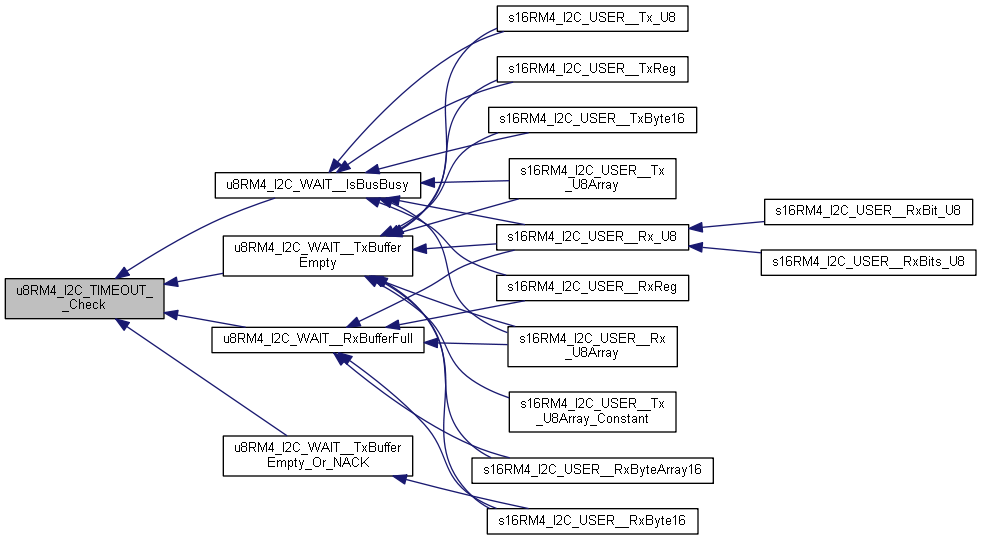 u8RM4_I2C_TIMEOUT_
_Check
u8RM4_I2C_WAIT__IsBusBusy
u8RM4_I2C_WAIT__TxBuffer
Empty
u8RM4_I2C_WAIT__RxBufferFull
u8RM4_I2C_WAIT__TxBuffer
Empty_Or_NACK
s16RM4_I2C_USER__Tx_U8
s16RM4_I2C_USER__TxReg
s16RM4_I2C_USER__TxByte16
s16RM4_I2C_USER__Tx
_U8Array
s16RM4_I2C_USER__Rx_U8
s16RM4_I2C_USER__RxReg
s16RM4_I2C_USER__Rx
_U8Array
s16RM4_I2C_USER__Tx
_U8Array_Constant
s16RM4_I2C_USER__RxByteArray16
s16RM4_I2C_USER__RxByte16
s16RM4_I2C_USER__RxBit_U8
s16RM4_I2C_USER__RxBits_U8